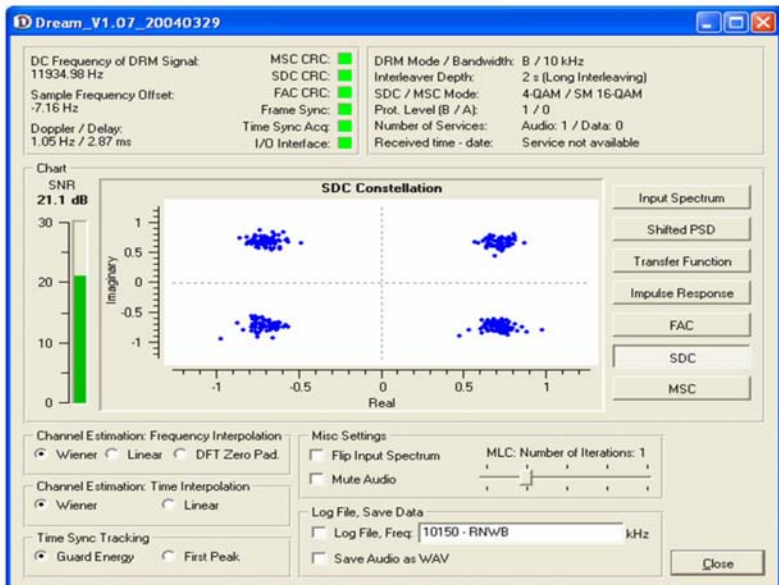 Dream_V1.07_20040329
DC Frequency of DRM Signal:
11934.98 Hz
Sample Frequency Offset:
-7.16 Hz
Doppler / Delay:
1.05 Hz / 2.87 ms
MSC CRC:
SDC CRC:
FAC CRC:
Frame Sync:
Time Sync Acq:
I/O Interface:
DRM Mode / Bandwidth: B / 10 kHz
Interleaver Depth: 2 s (Long Interleaving)
SDC / MSC Mode: 4-QAM / SM 16-QAM
Prot. Level (B / A): 1 / 0
Number of Services: Audio: 1 / Data: 0
Received time - date: Service not available
Chart
SNR
21.1 dB
30
20
10
0
SDC Constellation
Imaginary
1
0.5
0
-0.5
-1
-1 -0.5 0 0.5 1
Real
Input Spectrum
Shifted PSD
Transfer Function
Impulse Response
FAC
SDC
MSC
Channel Estimation: Frequency Interpolation
Wiener Linear DFT Zero Pad.
Channel Estimation: Time Interpolation
Wiener Linear
Time Sync Tracking
Guard Energy First Peak
Misc Settings
Flip Input Spectrum
Mute Audio
MLC: Number of Iterations: 1
Log File, Save Data
Log File, Freq: 10150 - RNWB kHz
Save Audio as WAV
Close